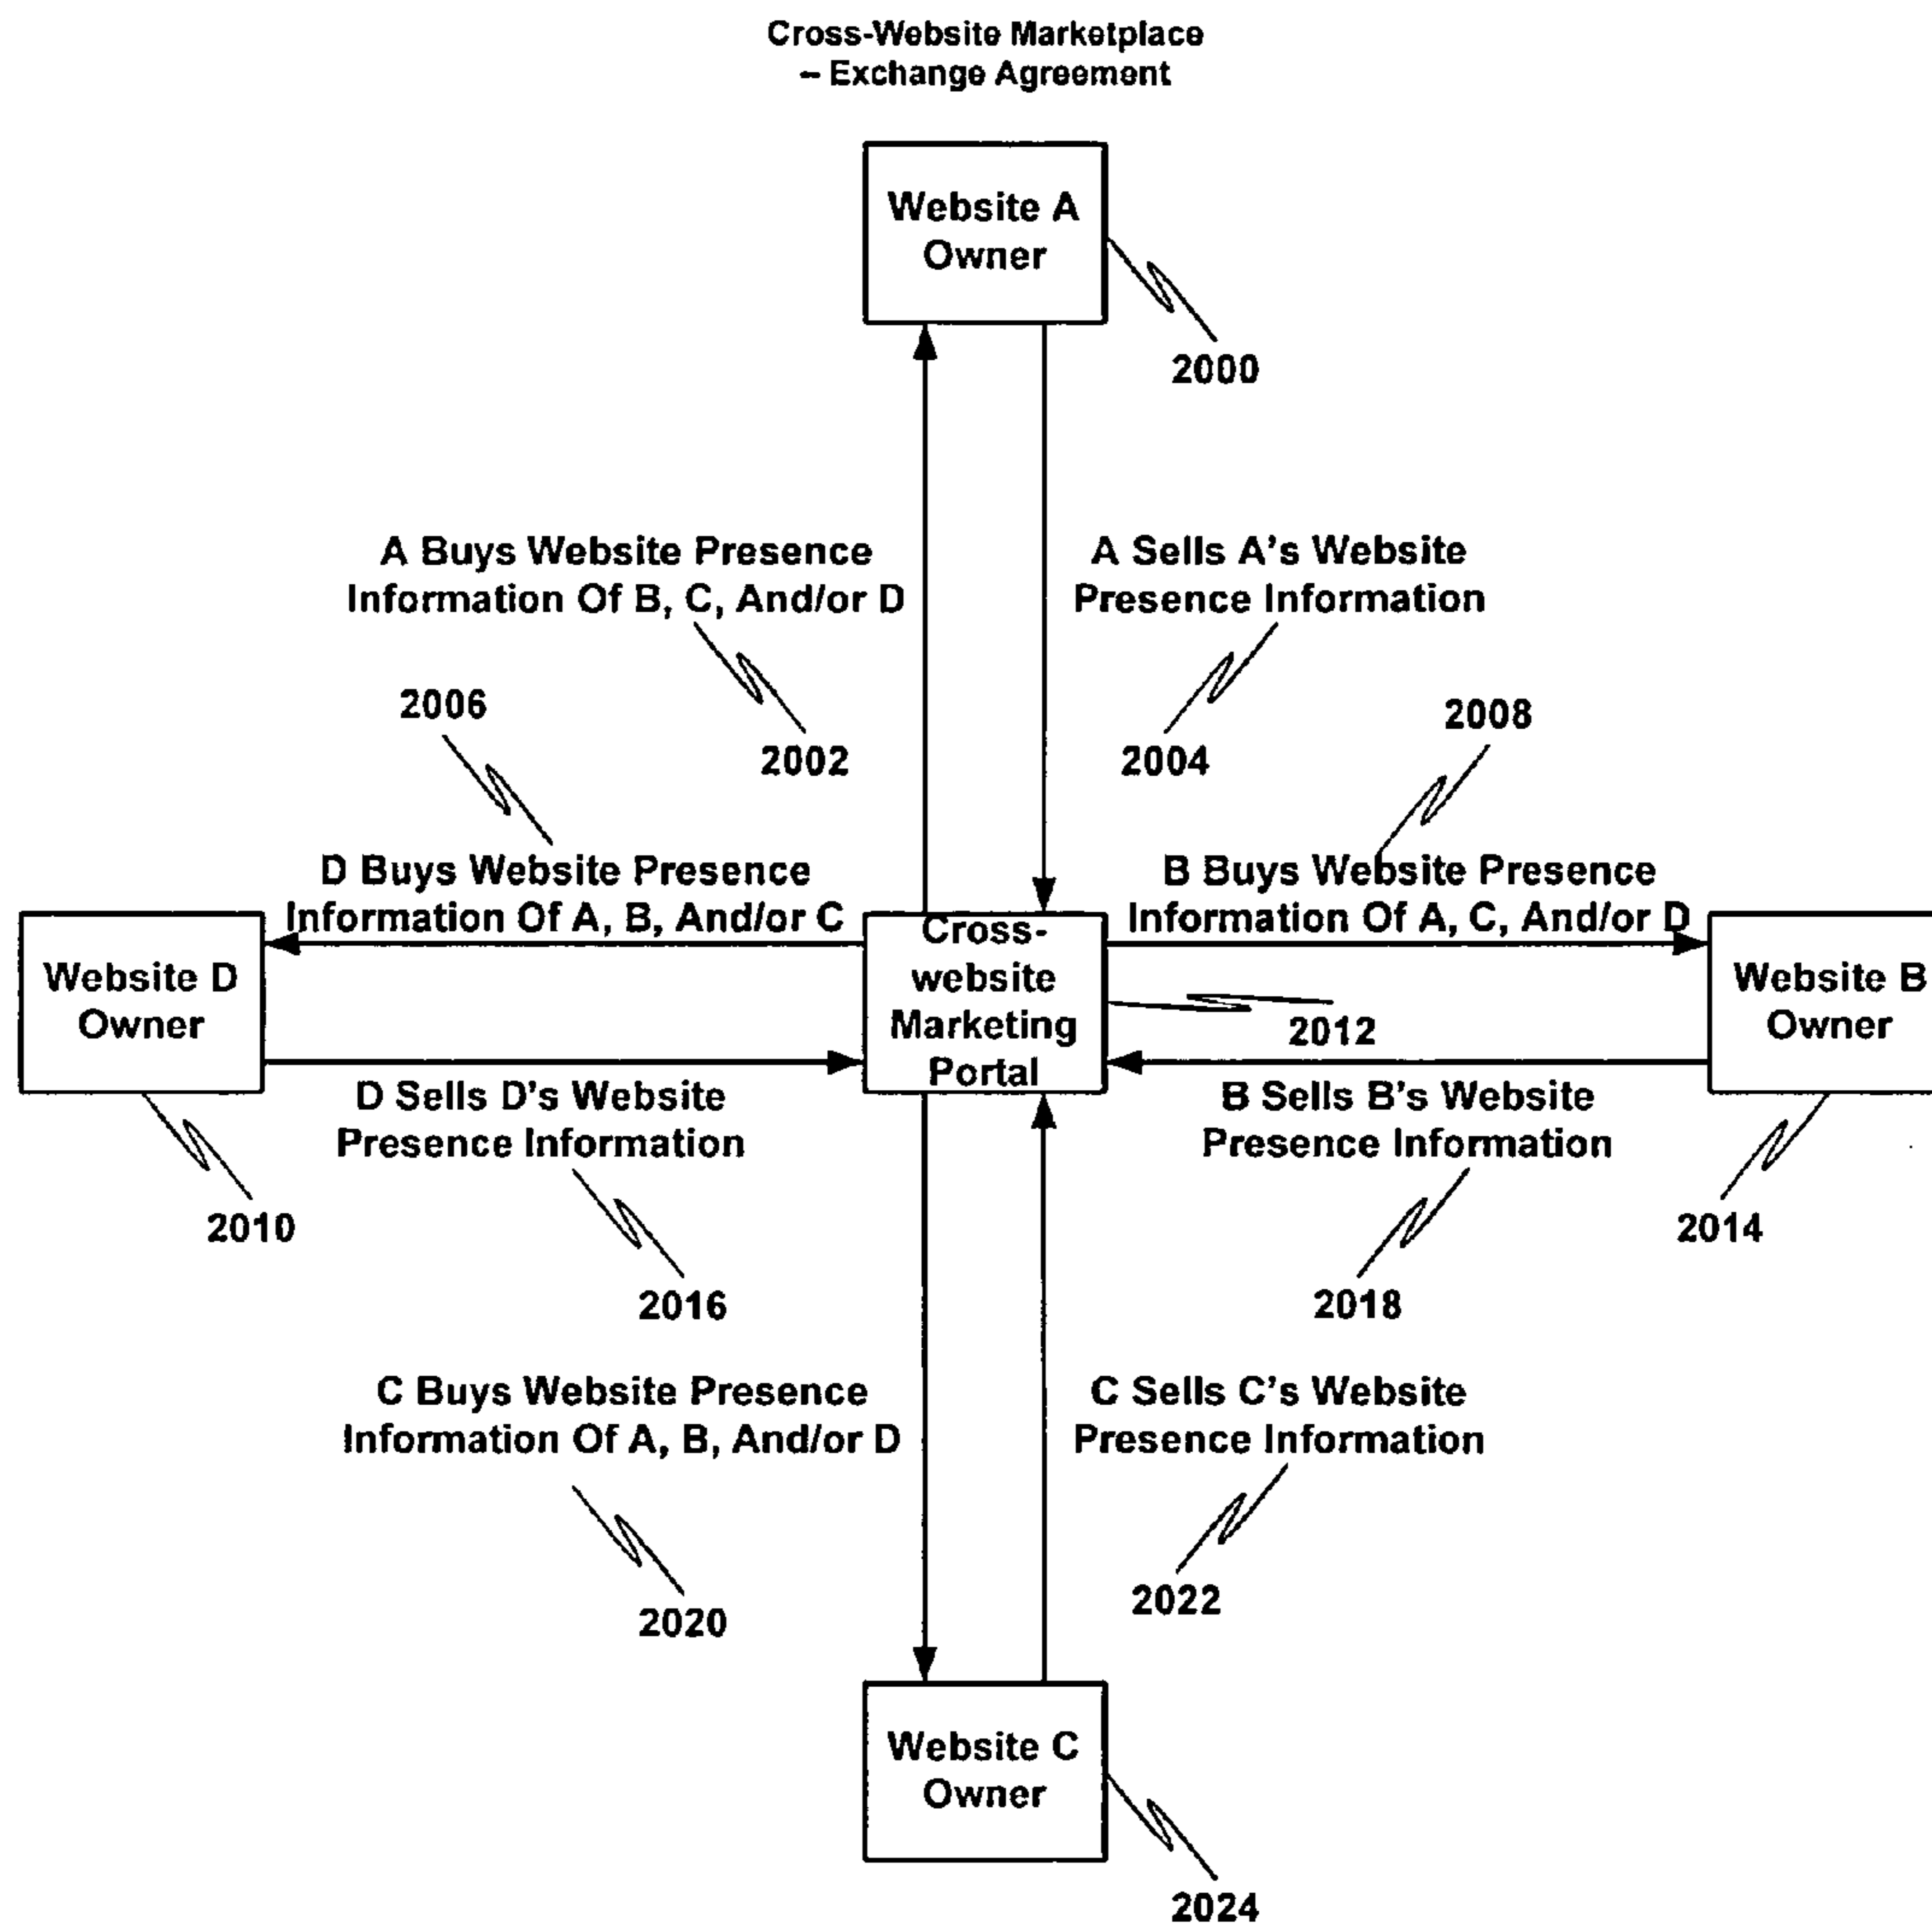 Cross-Website Marketplace
– Exchange Agreement
Website A
Owner
2000
A Buys Website Presence
Information Of B, C, And/or D
2002
A Sells A's Website
Presence Information
2004
2006
D Buys Website Presence
Information Of A, B, And/or C
2008
B Buys Website Presence
Information Of A, C, And/or D
Website D
Owner
2010
Cross-
website
Marketing
Portal
2012
Website B
Owner
2014
D Sells D's Website
Presence Information
2016
B Sells B's Website
Presence Information
2018
C Buys Website Presence
Information Of A, B, And/or D
2020
C Sells C's Website
Presence Information
2022
Website C
Owner
2024